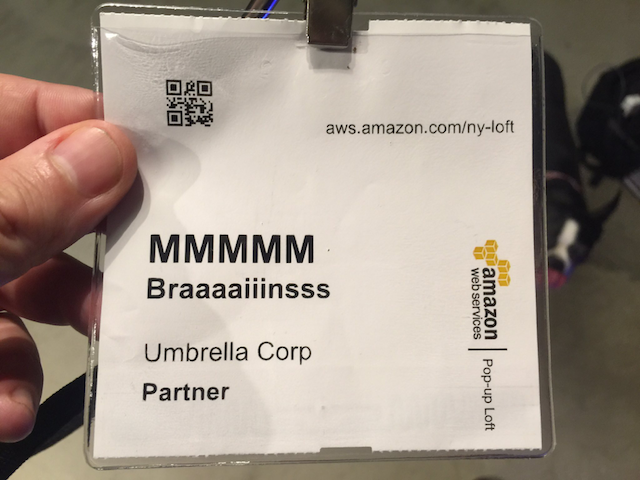 aws.amazon.com/ny-loft
MMMMM
Braaaaiiinsss
Umbrella Corp
Partner
amazon
web services
Pop-up Loft